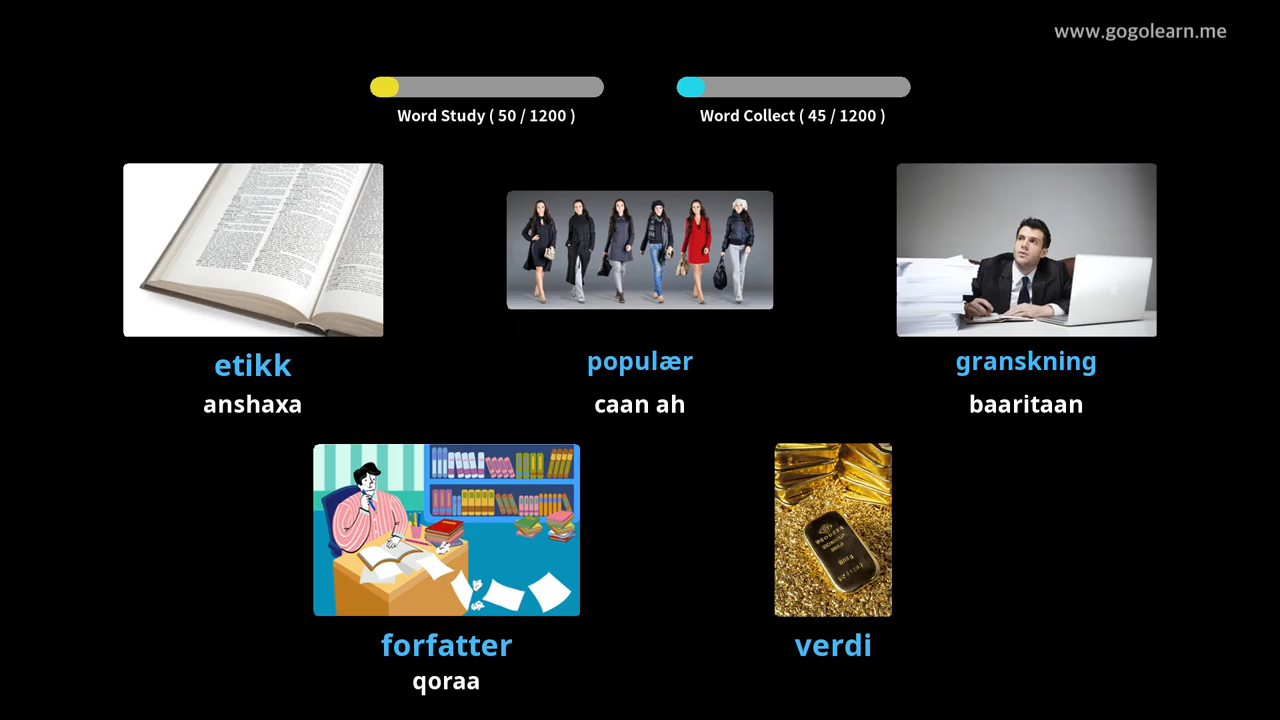 www.gogolearn.me
Word Study ( 50 / 1200 )
Word Collect ( 45 / 1200 )
etikk
populær
granskning
anshaxa
caan ah
baaritaan
forfatter
verdi
qoraa